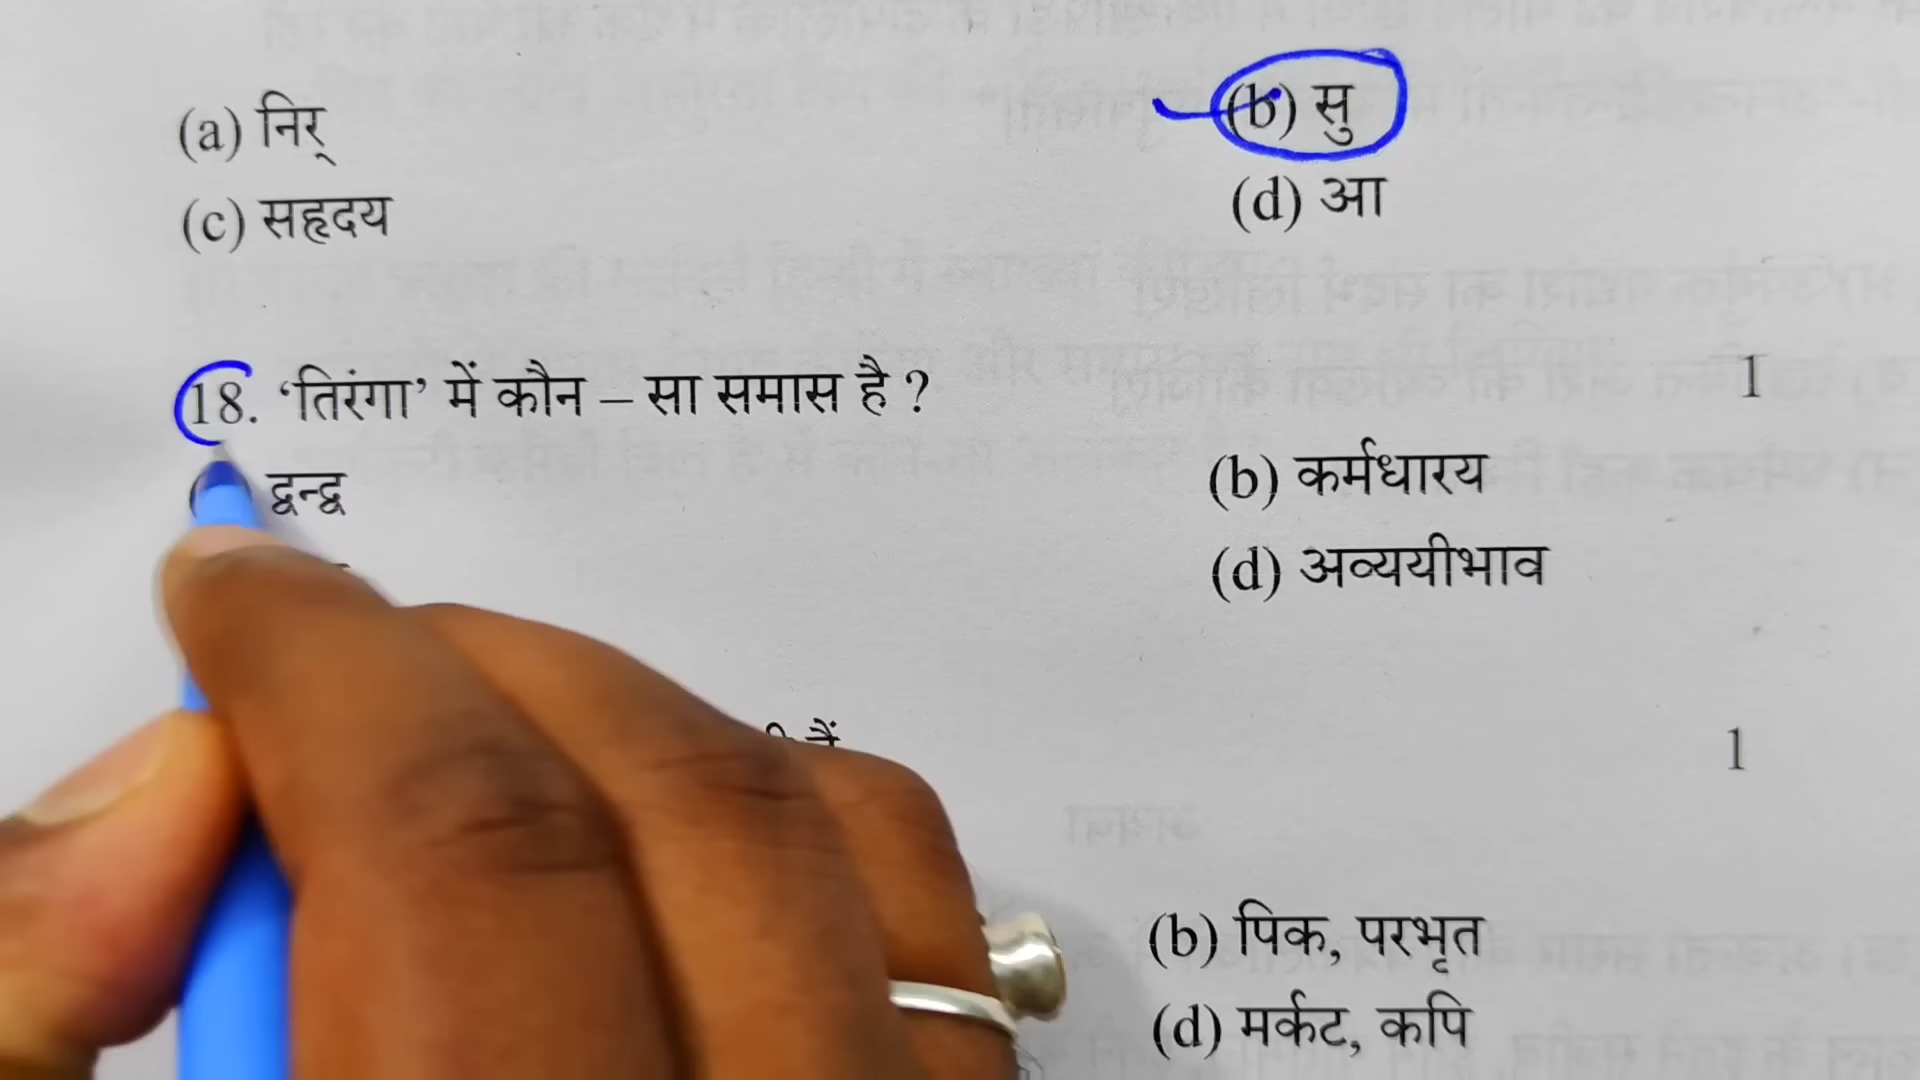 (a) निर् (b) सु
(c) सहृदय (d) आ
18. ‘तिरंगा’ में कौन – सा समास है ? 1
द्वन्द्व (b) कर्मधारय
(d) अव्ययीभाव
1
(b) पिक, परभृत
(d) मर्कट, कपि